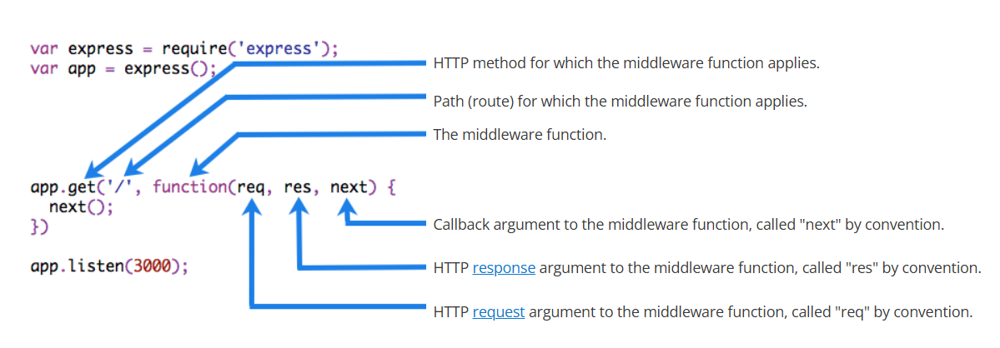 var express = require('express');
var app = express();
HTTP method for which the middleware function applies.
Path (route) for which the middleware function applies.
The middleware function.
app.get('/', function(req, res, next) {
  next();
})
Callback argument to the middleware function, called "next" by convention.
app.listen(3000);
HTTP response argument to the middleware function, called "res" by convention.
HTTP request argument to the middleware function, called "req" by convention.